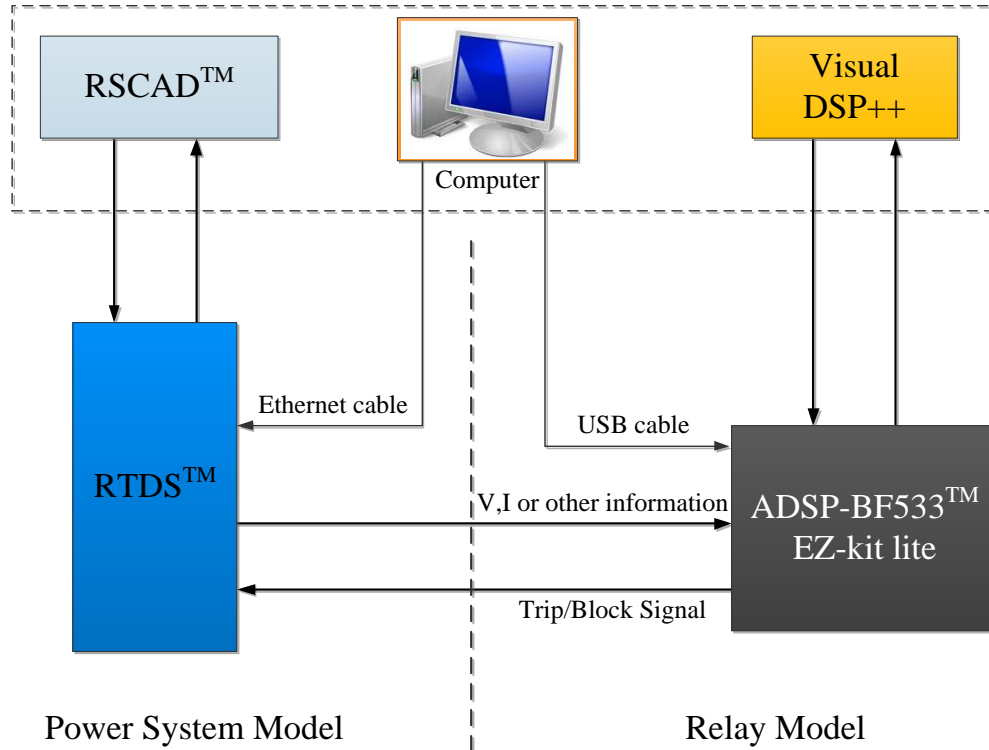 RSCAD™
Visual
DSP++
Computer
Ethernet cable
USB cable
RTDS™
V,I or other information
ADSP-BF533™
EZ-kit lite
Trip/Block Signal
Power System Model
Relay Model